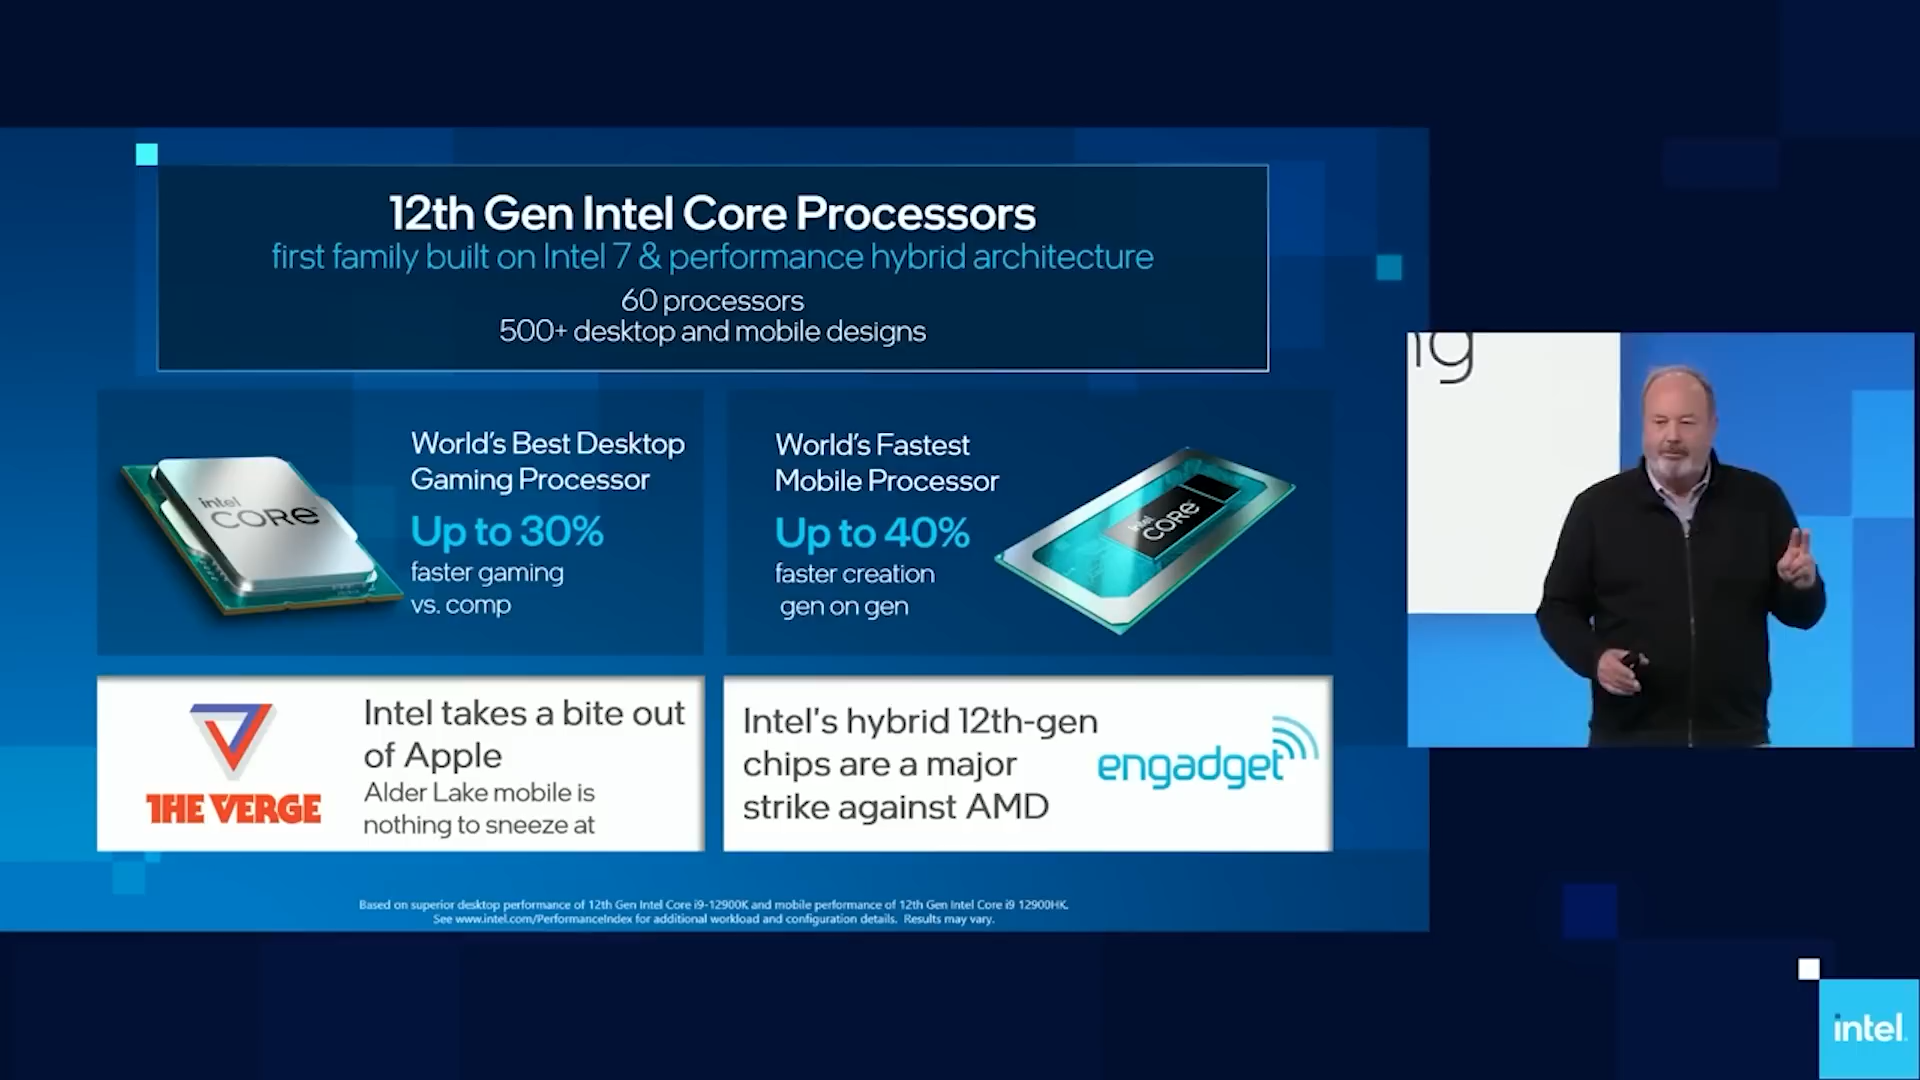 12th Gen Intel Core Processors
first family built on Intel 7 & performance hybrid architecture
60 processors
500+ desktop and mobile designs
intel
CORE
World's Best Desktop
Gaming Processor
Up to 30%
faster gaming
vs. comp
World's Fastest
Mobile Processor
Up to 40%
faster creation
gen on gen
intel
CORE
THE VERGE
Intel takes a bite out
of Apple
Alder Lake mobile is
nothing to sneeze at
Intel's hybrid 12th-gen
chips are a major
strike against AMD
engadget
Based on superior desktop performance of 12th Gen Intel Core i9-12900K and mobile performance of 12th Gen Intel Core i9 12900HK.
See www.intel.com/PerformanceIndex for additional workload and configuration details. Results may vary.
intel.